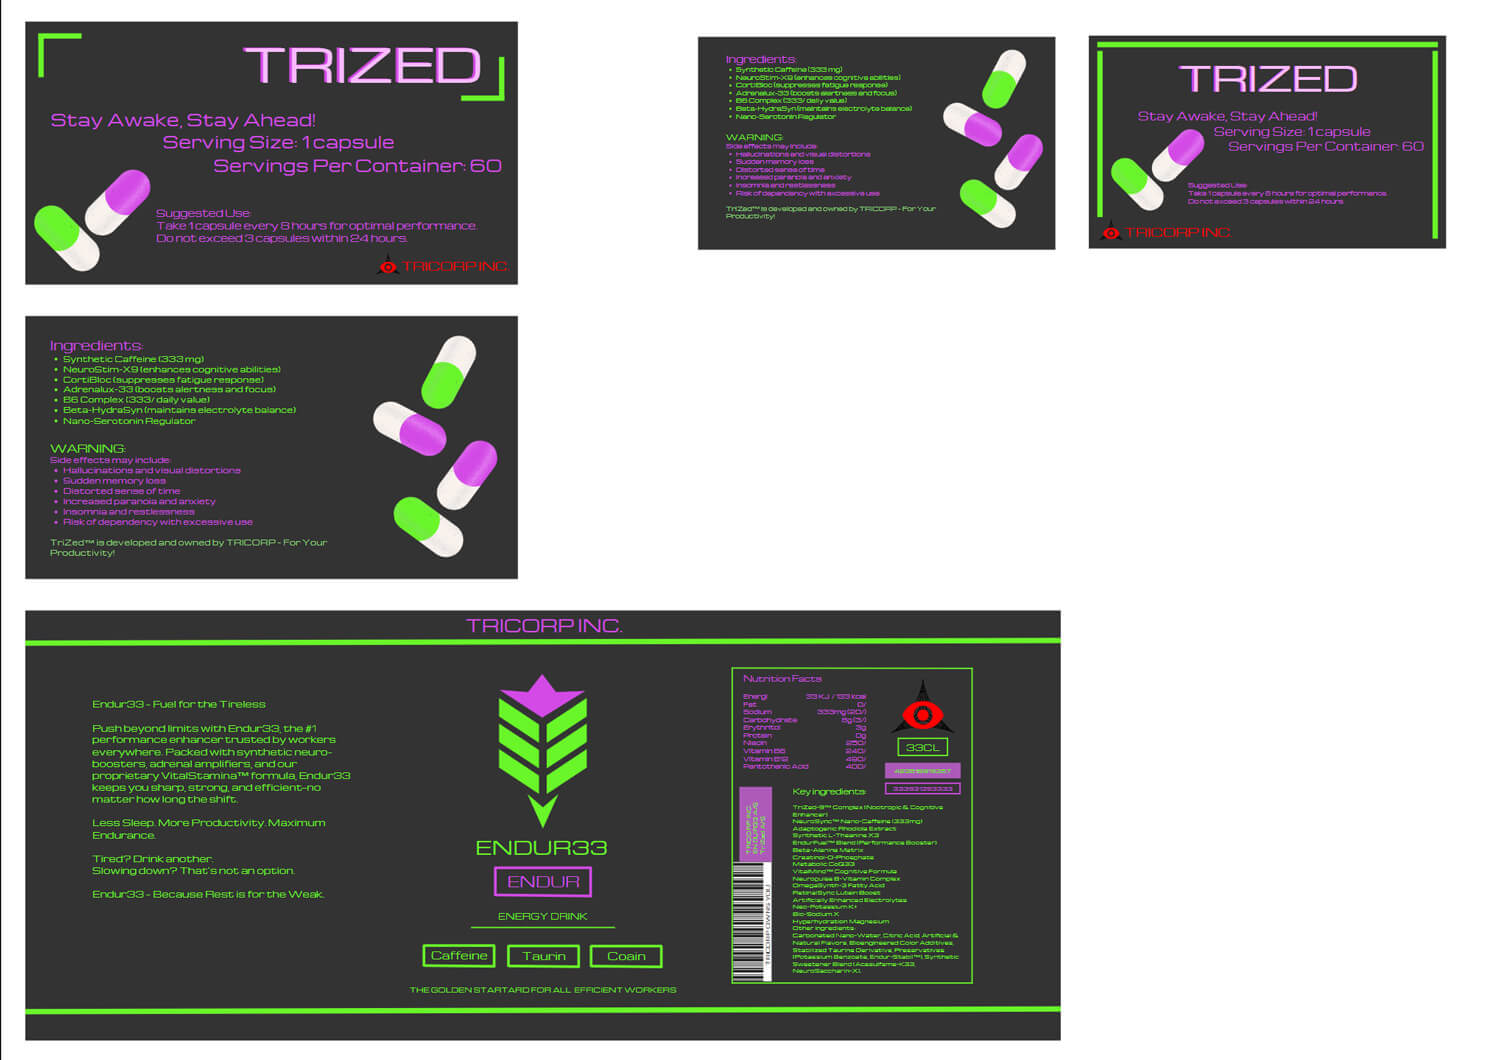 TRIZED
Stay Awake, Stay Ahead!
Serving Size: 1 capsule
Servings Per Container: 60
Suggested Use:
Take 1 capsule every 8 hours for optimal performance.
Do not exceed 3 capsules within 24 hours.
TRICORP INC.
Ingredients:
• Synthetic Caffeine (333 mg)
• NeuroStim-X9 (enhances cognitive abilities)
• CortiBloc (suppresses fatigue response)
• Adrenalux-33 (boosts alertness and focus)
• B6 Complex (333/ daily value)
• Beta-HydraSyn (maintains electrolyte balance)
• Nano-Serotonin Regulator
WARNING:
Side effects may include:
• Hallucinations and visual distortions
• Sudden memory loss
• Distorted sense of time
• Increased paranoia and anxiety
• Insomnia and restlessness
• Risk of dependency with excessive use
TriZed™ is developed and owned by TRICORP - For Your
Productivity!
TRIZED
Stay Awake, Stay Ahead!
Serving Size: 1 capsule
Servings Per Container: 60
Suggested Use:
Take 1 capsule every 8 hours for optimal performance.
Do not exceed 3 capsules within 24 hours.
TRICORP INC.
Ingredients:
• Synthetic Caffeine (333 mg)
• NeuroStim-X9 (enhances cognitive abilities)
• CortiBloc (suppresses fatigue response)
• Adrenalux-33 (boosts alertness and focus)
• B6 Complex (333/ daily value)
• Beta-HydraSyn (maintains electrolyte balance)
• Nano-Serotonin Regulator
WARNING:
Side effects may include:
• Hallucinations and visual distortions
• Sudden memory loss
• Distorted sense of time
• Increased paranoia and anxiety
• Insomnia and restlessness
• Risk of dependency with excessive use
TriZed™ is developed and owned by TRICORP - For Your
Productivity!
TRICORP INC.
Endur33 - Fuel for the Tireless
Push beyond limits with Endur33, the #1
performance enhancer trusted by workers
everywhere. Packed with synthetic neuro-
boosters, adrenal amplifiers, and our
proprietary VitalStamina™ formula, Endur33
keeps you sharp, strong, and efficient-no
matter how long the shift.
Less Sleep. More Productivity. Maximum
Endurance.
Tired? Drink another.
Slowing down? That's not an option.
Endur33 - Because Rest is for the Weak.
ENDUR33
ENDUR
ENERGY DRINK
Caffeine
Taurin
Coain
THE GOLDEN STARTARD FOR ALL EFFICIENT WORKERS
Nutrition Facts
Energi 33 KJ / 133 kcal
Fat 0/
Sodium 333mg (20/)
Carbohydrate 8g (3/)
Erythritol 3g
Protein 0g
Niacin 250/
Vitamin B6 240/
Vitamin B12 490/
Pantothenic Acid 400/
33CL
333931293333
TRICORP INC.
TRICORP OWNS YOU
Key ingredients:
TriZed-9™ Complex (Nootropic & Cognitive
Enhancer)
NeuroSync™ Nano-Caffeine (333mg)
Adaptogenic Rhodiola Extract
Synthetic L-Theanine X3
EndurFuel™ Blend (Performance Booster)
Beta-Alanine Matrix
Creatinol-O-Phosphate
Metabolic CoQ33
VitalMind™ Cognitive Formula
Neuropulse B-Vitamin Complex
OmegaSynth-3 Fatty Acid
RetinalSync Lutein Boost
Artificially Enhanced Electrolytes
Neo-Potassium K+
Bio-Sodium X
Hyperhydration Magnesium
Other ingredients:
Carbonated Nano-Water, Citric Acid, Artificial &
Natural Flavors, Bioengineered Color Additives,
Stabilized Taurine Derivative, Preservatives
(Potassium Benzoate, Endur-Stabil™), Synthetic
Sweetener Blend (Acesulfame-K33,
NeuroSaccharin-X).